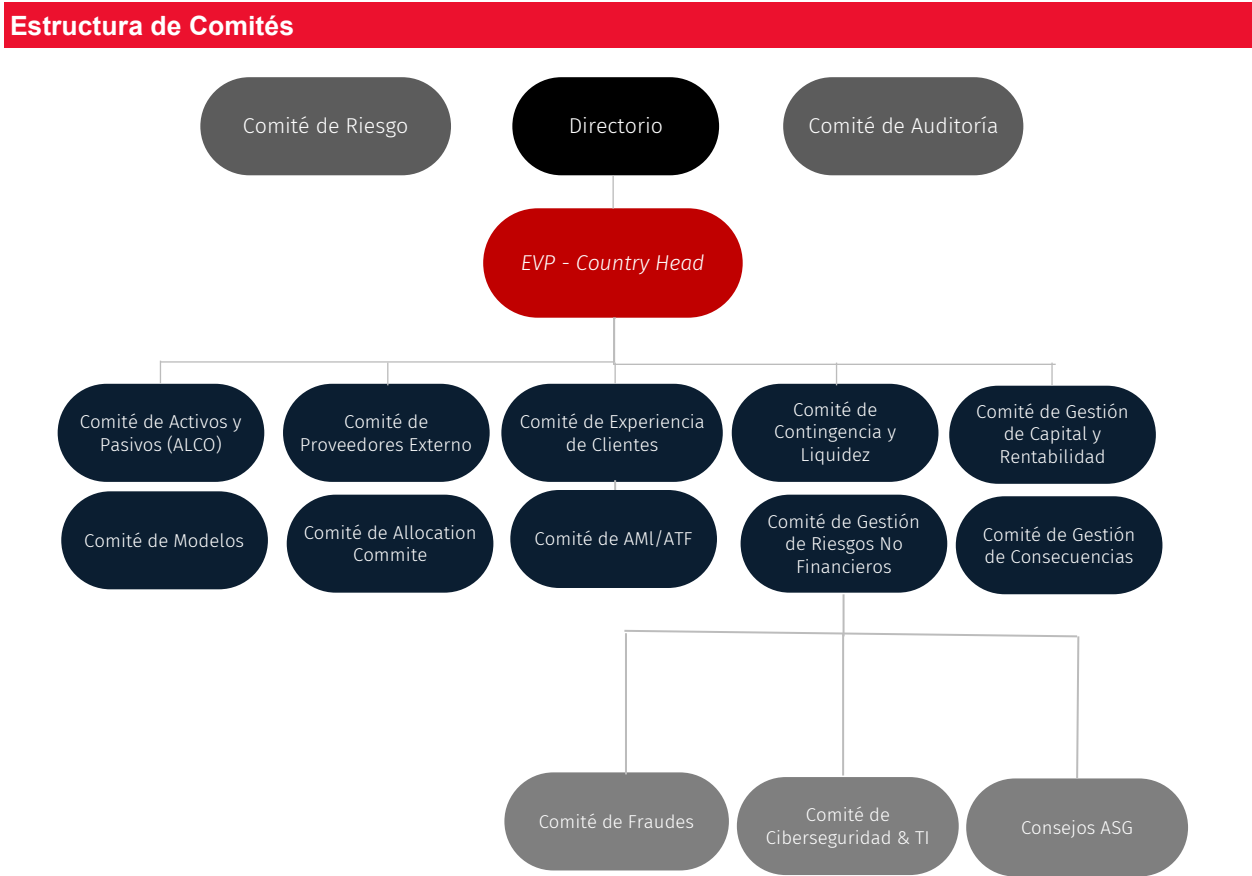 Estructura de Comités
Comité de Riesgo
Directorio
Comité de Auditoría
EVP - Country Head
Comité de Activos y
Pasivos (ALCO)
Comité de
Proveedores Externo
Comité de Experiencia
de Clientes
Comité de
Contingencia y
Liquidez
Comité de Gestión
de Capital y
Rentabilidad
Comité de Modelos
Comité de Allocation
Commite
Comité de AMl/ATF
Comité de Gestión
de Riesgos No
Financieros
Comité de Gestión
de Consecuencias
Comité de Fraudes
Comité de
Ciberseguridad & TI
Consejos ASG